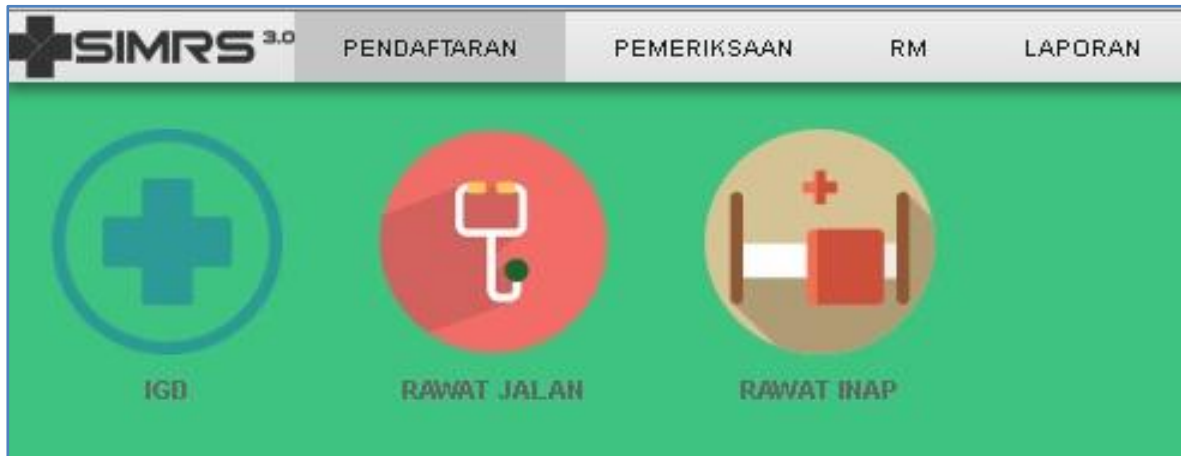 SIMRS 3.0 PENDAFTARAN PEMERIKSAAN RM LAPORAN
IGD RAWAT JALAN RAWAT INAP